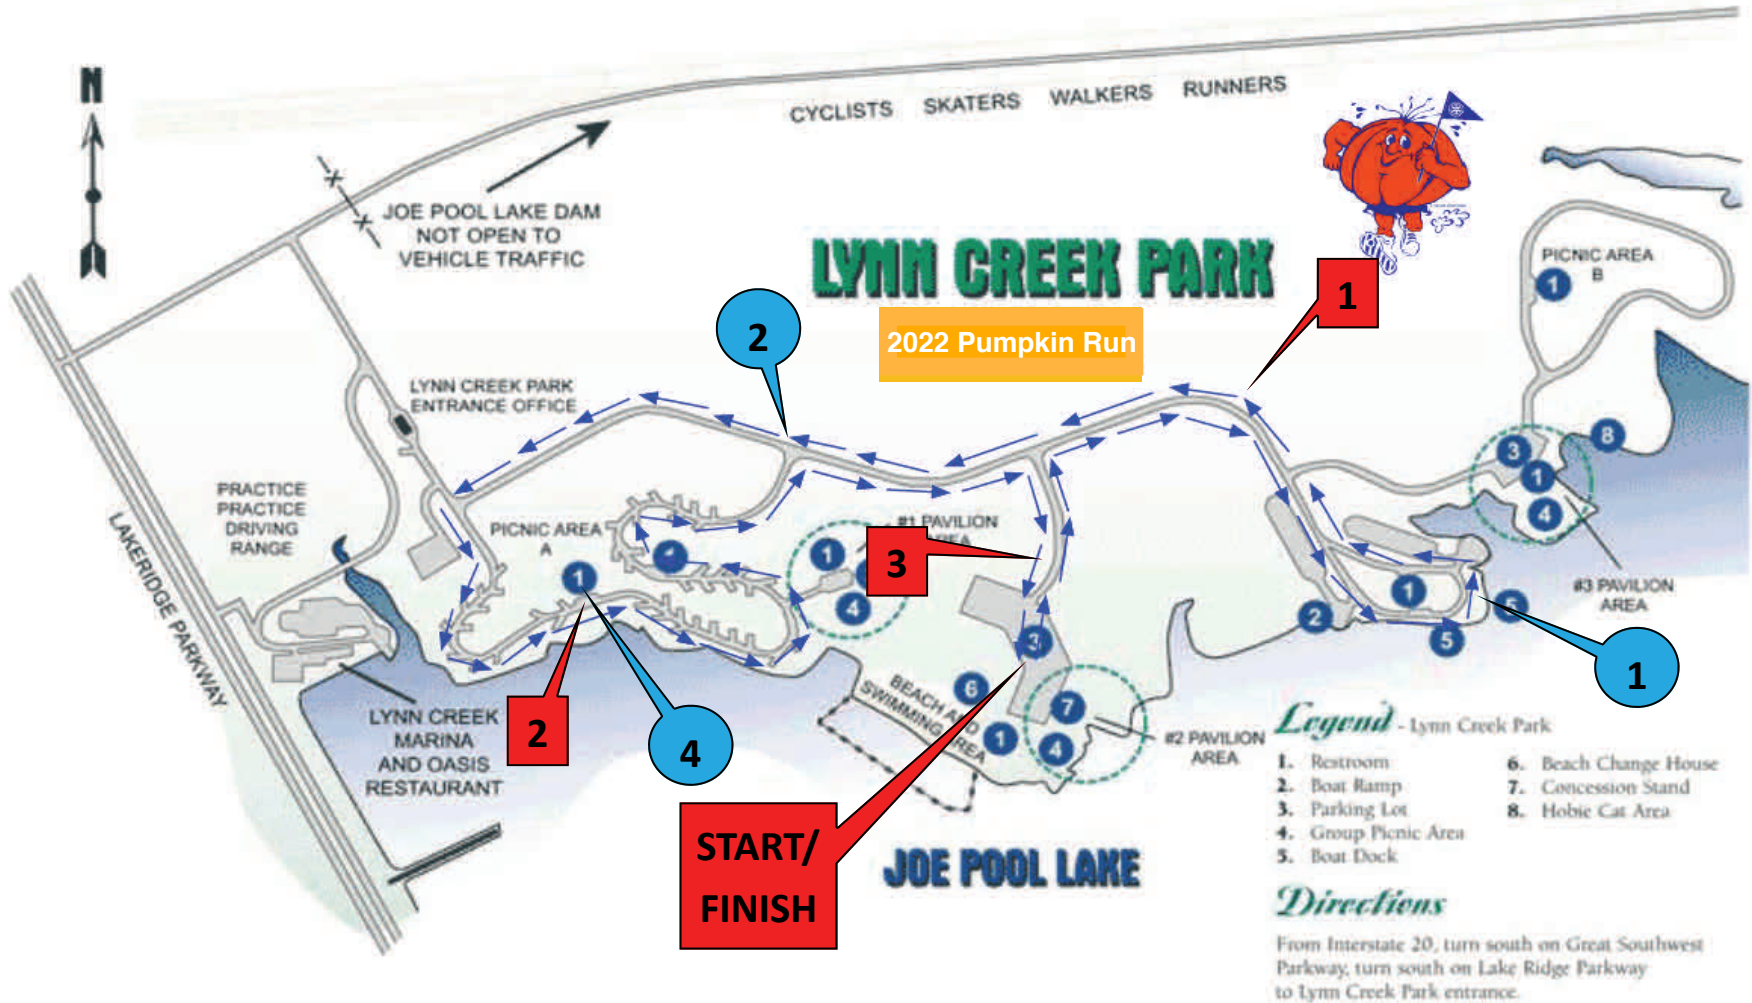 N
CYCLISTS SKATERS WALKERS RUNNERS
JOE POOL LAKE DAM
NOT OPEN TO
VEHICLE TRAFFIC
LYNN CREEK PARK
2022 Pumpkin Run
1
2
PICNIC AREA
B
1
LYNN CREEK PARK
ENTRANCE OFFICE
PRACTICE
PRACTICE
DRIVING
RANGE
LAKERIDGE PARKWAY
PICNIC AREA
A
1
#1 PAVILION
AREA
1
4
3
3
1
4
8
#3 PAVILION
AREA
1
2
5
1
3
BEACH AND
SWIMMING AREA
6
7
1
4
#2 PAVILION
AREA
LYNN CREEK
MARINA
AND OASIS
RESTAURANT
2
4
START/
FINISH
JOE POOL LAKE
Legend - Lynn Creek Park
1. Restroom
2. Boat Ramp
3. Parking Lot
4. Group Picnic Area
5. Boat Dock
6. Beach Change House
7. Concession Stand
8. Hobie Cat Area
Directions
From Interstate 20, turn south on Great Southwest
Parkway, turn south on Lake Ridge Parkway
to Lynn Creek Park entrance.